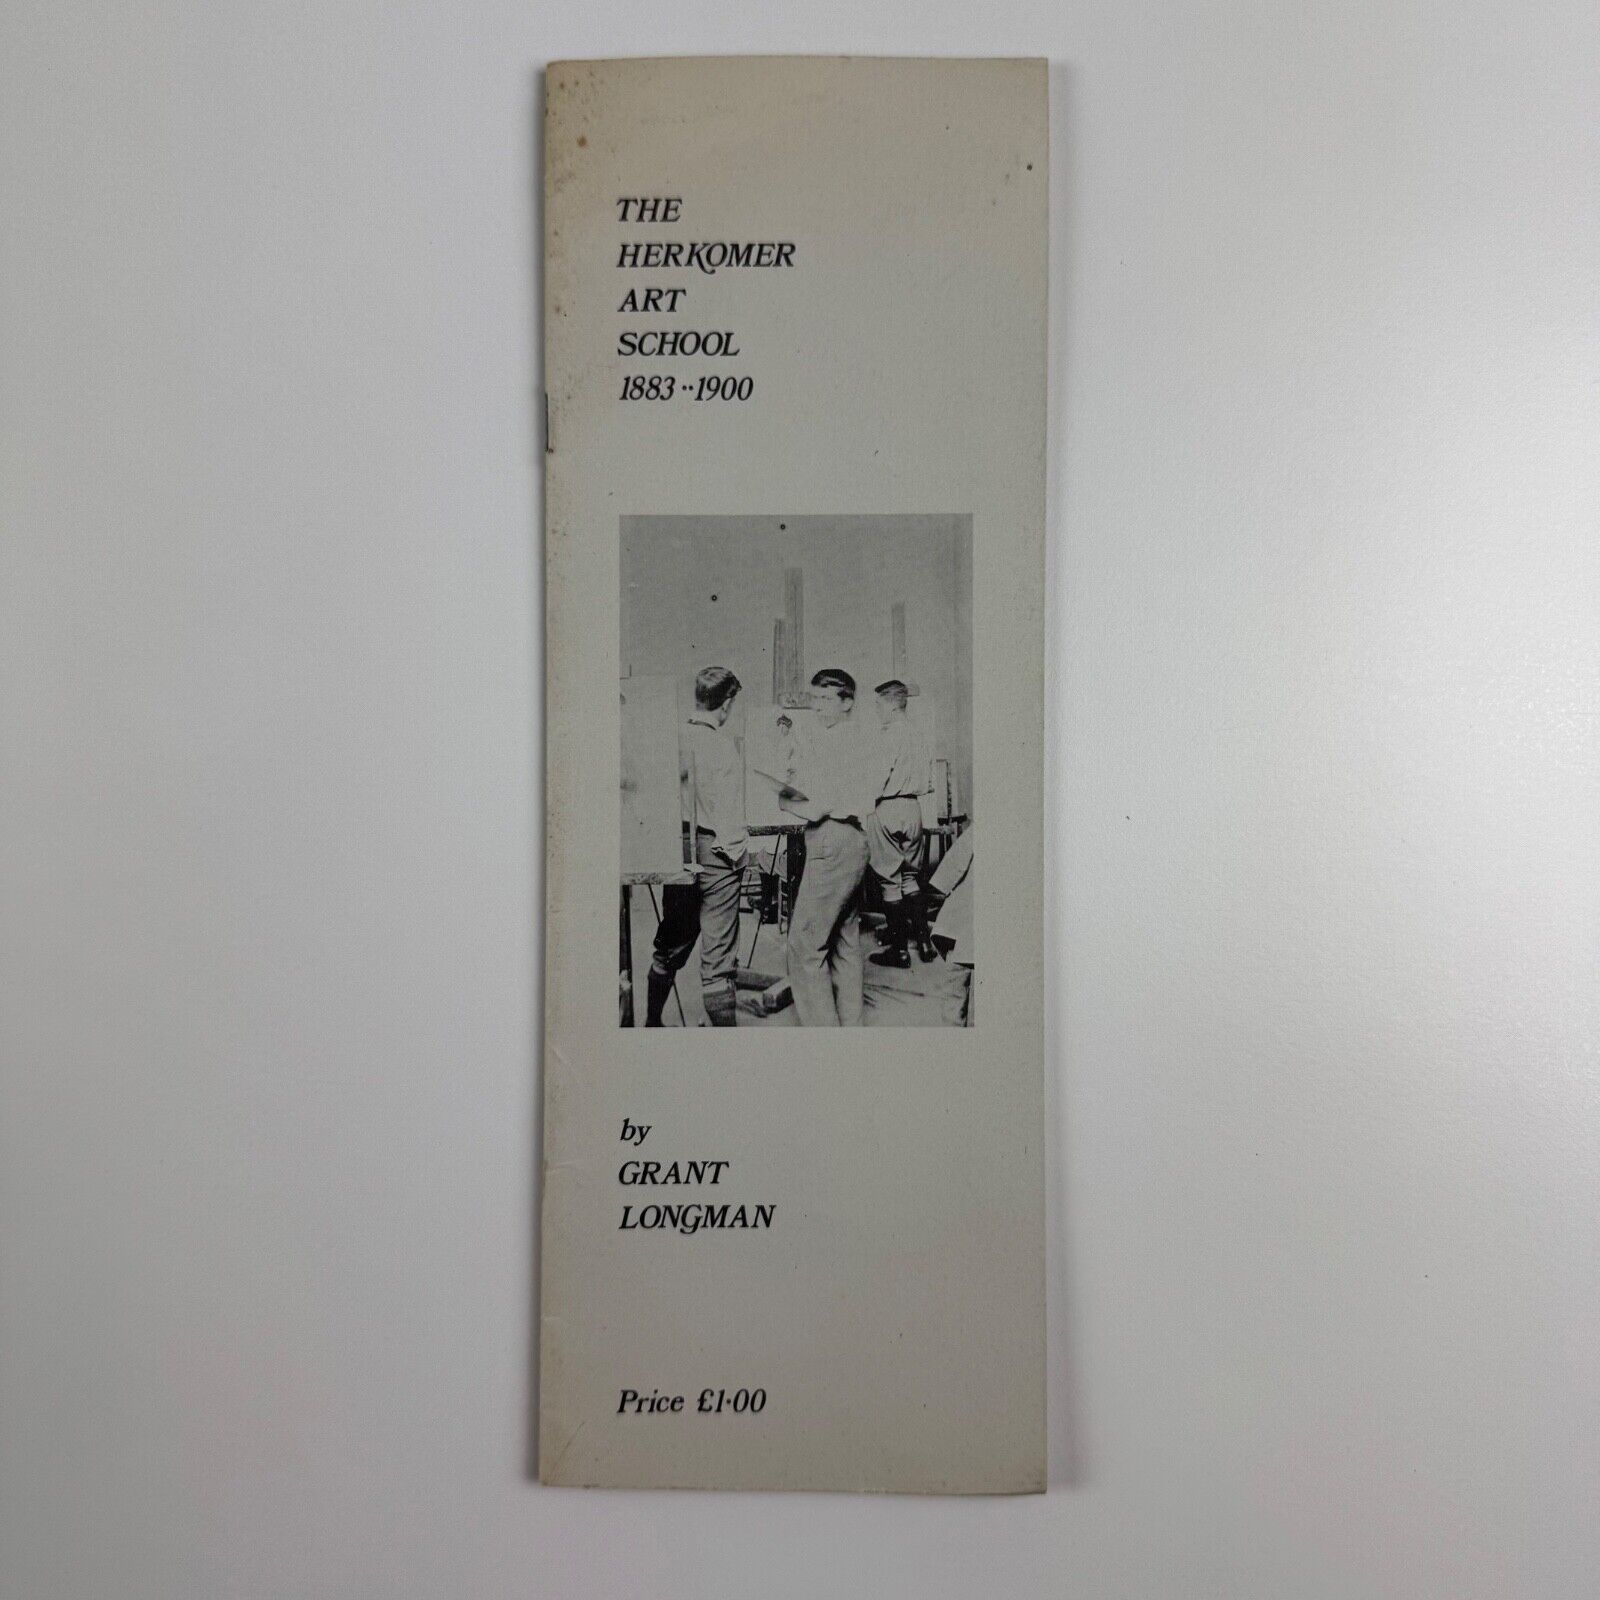 THE
HERKOMER
ART
SCHOOL
1883··1900
by
GRANT
LONGMAN
Price £1·00